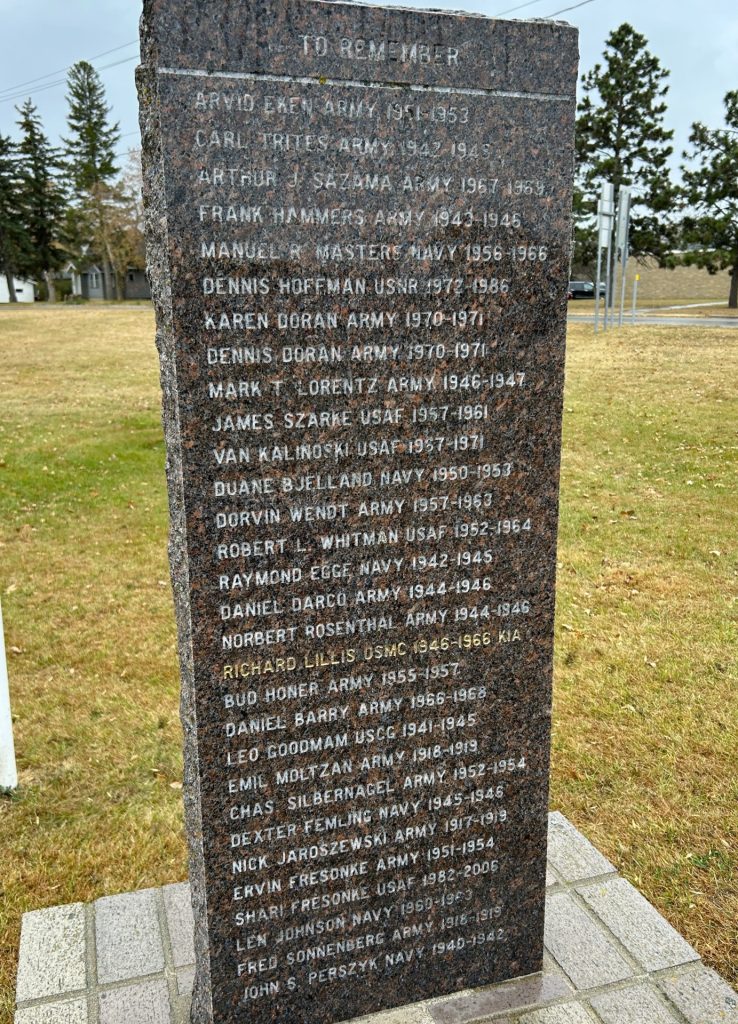 TO REMEMBER
ARVID EKEN ARMY 1951-1953
CARL TRITES ARMY 1942-1943
ARTHUR J. SAZAMA ARMY 1967-1969
FRANK HAMMERS ARMY 1943-1946
MANUEL R. MASTERS NAVY 1956-1966
DENNIS HOFFMAN USNR 1972-1986
KAREN DORAN ARMY 1970-1971
DENNIS DORAN ARMY 1970-1971
MARK T. LORENTZ ARMY 1946-1947
JAMES SZARKE USAF 1957-1961
VAN KALINOSKI USAF 1967-1971
DUANE BJELLAND NAVY 1950-1953
DORVIN WENDT ARMY 1957-1963
ROBERT L. WHITMAN USAF 1952-1964
RAYMOND EGGE NAVY 1942-1945
DANIEL DARCO ARMY 1944-1946
NORBERT ROSENTHAL ARMY 1944-1946
RICHARD LILLIS USMC 1946-1966 KIA
BUD HONER ARMY 1955-1957
DANIEL BARRY ARMY 1966-1968
LEO GOODMAM USCG 1941-1945
EMIL MOLTZAN ARMY 1918-1919
CHAS SILBERNAGEL ARMY 1952-1954
DEXTER FEMLING NAVY 1945-1946
NICK JAROSZEWSKI ARMY 1917-1919
ERVIN FRESONKE ARMY 1951-1954
SHARI FRESONKE USAF 1982-2006
LEN JOHNSON NAVY 1960-1963
FRED SONNENBERG ARMY 1918-1919
JOHN S. PERSZYK NAVY 1940-1942